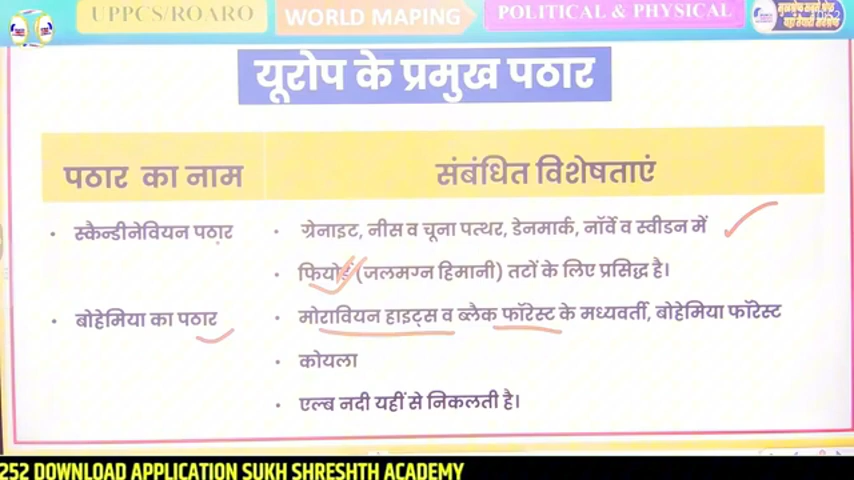 UPPCS/ROARO
WORLD MAPING
POLITICAL & PHYSICAL
यूरोप के प्रमुख पठार
पठार का नाम
संबंधित विशेषताएं
• स्कैन्डीनेवियन पठार
• ग्रेनाइट, नीस व चूना पत्थर, डेनमार्क, नॉर्वे व स्वीडन में
• फियोर्ड (जलमग्न हिमानी) तटों के लिए प्रसिद्ध है।
• बोहेमिया का पठार
• मोरावियन हाइट्स व ब्लैक फॉरेस्ट के मध्यवर्ती, बोहेमिया फॉरेस्ट
• कोयला
• एल्ब नदी यहीं से निकलती है।
252 DOWNLOAD APPLICATION SUKH SHRESHTH ACADEMY